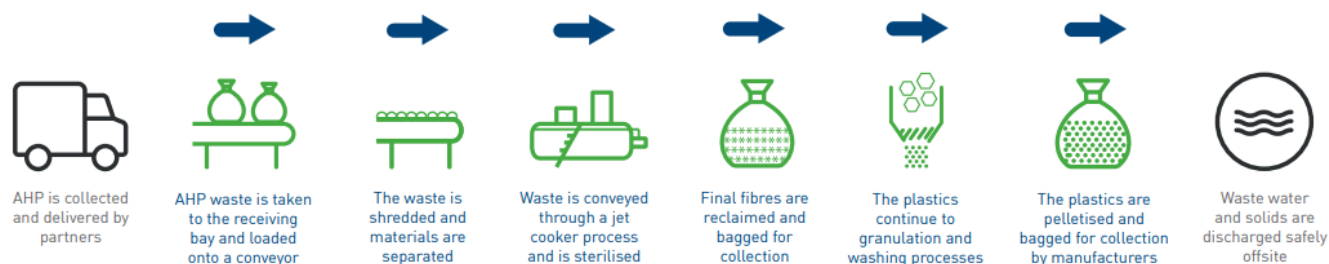 AHP is collected
and delivered by
partners
AHP waste is taken
to the receiving
bay and loaded
onto a conveyor
The waste is
shredded and
materials are
separated
Waste is conveyed
through a jet
cooker process
and is sterilised
Final fibres are
reclaimed and
bagged for
collection
The plastics
continue to
granulation and
washing processes
The plastics are
pelletised and
bagged for collection
by manufacturers
Waste water
and solids are
discharged safely
offsite